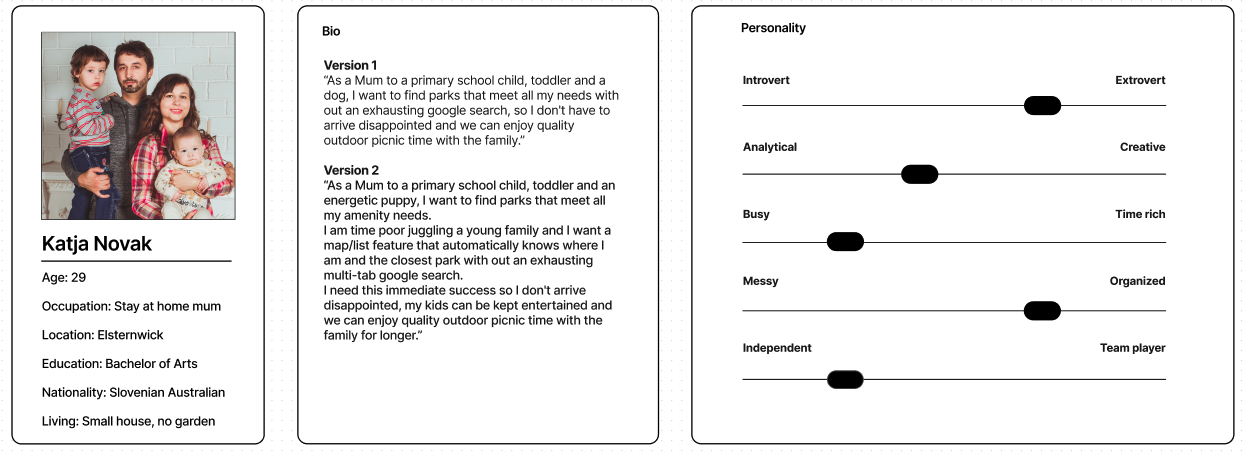 Katja Novak
Age: 29
Occupation: Stay at home mum
Location: Elsternwick
Education: Bachelor of Arts
Nationality: Slovenian Australian
Living: Small house, no garden
Bio
Version 1
“As a Mum to a primary school child, toddler and a
dog, I want to find parks that meet all my needs with
out an exhausting google search, so I don't have to
arrive disappointed and we can enjoy quality
outdoor picnic time with the family.”
Version 2
“As a Mum to a primary school child, toddler and an
energetic puppy, I want to find parks that meet all
my amenity needs.
I am time poor juggling a young family and I want a
map/list feature that automatically knows where I
am and the closest park with out an exhausting
multi-tab google search.
I need this immediate success so I don't arrive
disappointed, my kids can be kept entertained and
we can enjoy quality outdoor picnic time with the
family for longer.”
Personality
Introvert Extrovert
Analytical Creative
Busy Time rich
Messy Organized
Independent Team player